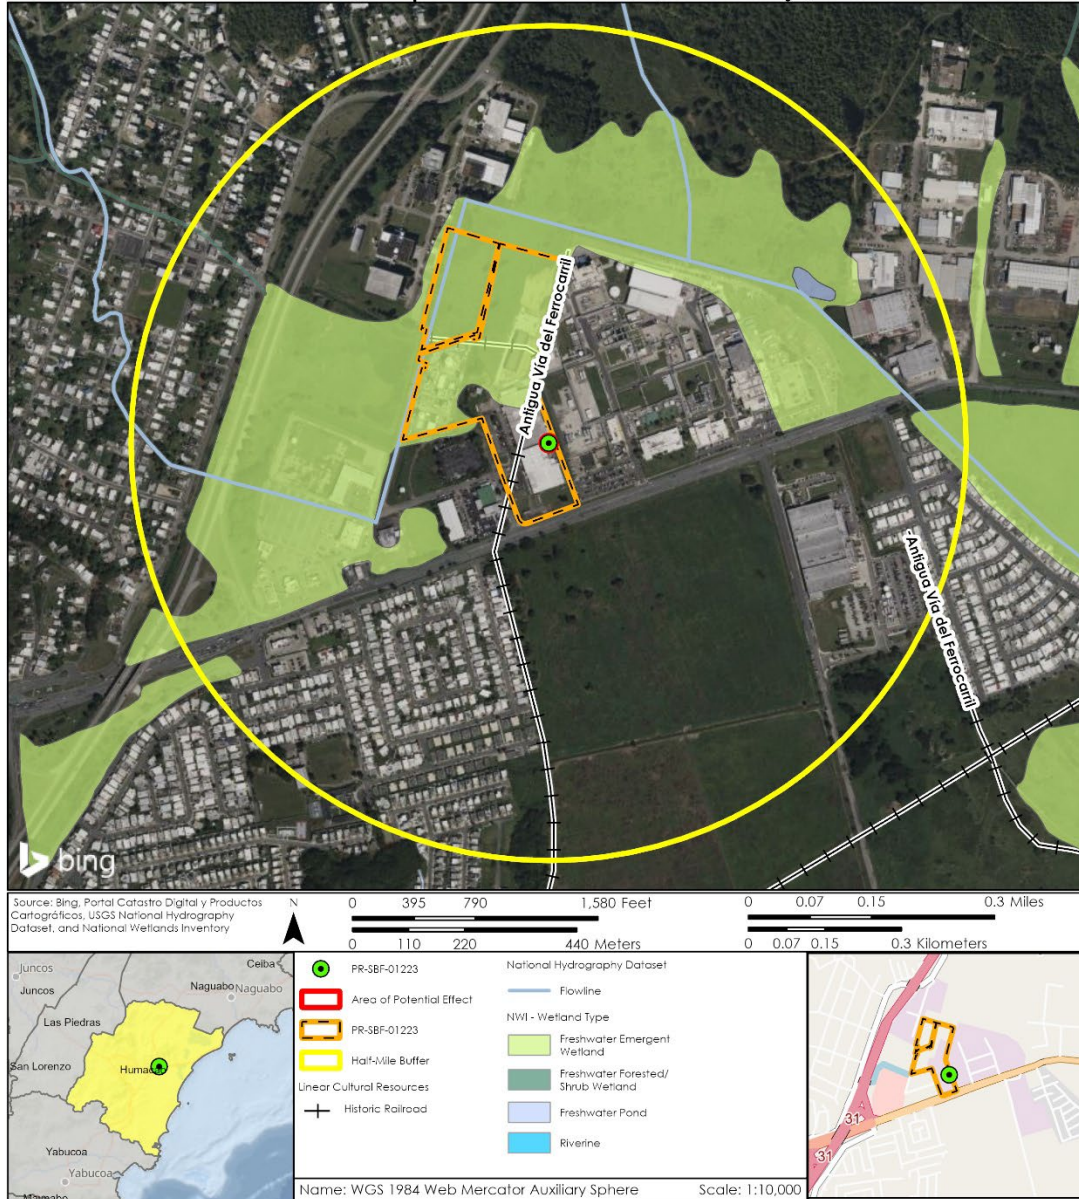 Antigua Vía del Ferrocarril
Antigua Vía del Ferrocarril
bing
Source: Bing, Portal Catastro Digital y Productos
Cartográficos, USGS National Hydrography
Dataset, and National Wetlands Inventory
N
0 395 790 1,580 Feet
0 110 220 440 Meters
0 0.07 0.15 0.3 Miles
0 0.07 0.15 0.3 Kilometers
Juncos
Juncos
Ceiba
Naguabo
Naguabo
Las Piedras
San Lorenzo
Humacao
Yabucoa
Yabucoa
PR-SBF-01223
Area of Potential Effect
PR-SBF-01223
Half-Mile Buffer
Linear Cultural Resources
Historic Railroad
National Hydrography Dataset
Flowline
NWI - Wetland Type
Freshwater Emergent
Wetland
Freshwater Forested/
Shrub Wetland
Freshwater Pond
Riverine
31
31
Name: WGS 1984 Web Mercator Auxiliary Sphere
Scale: 1:10,000